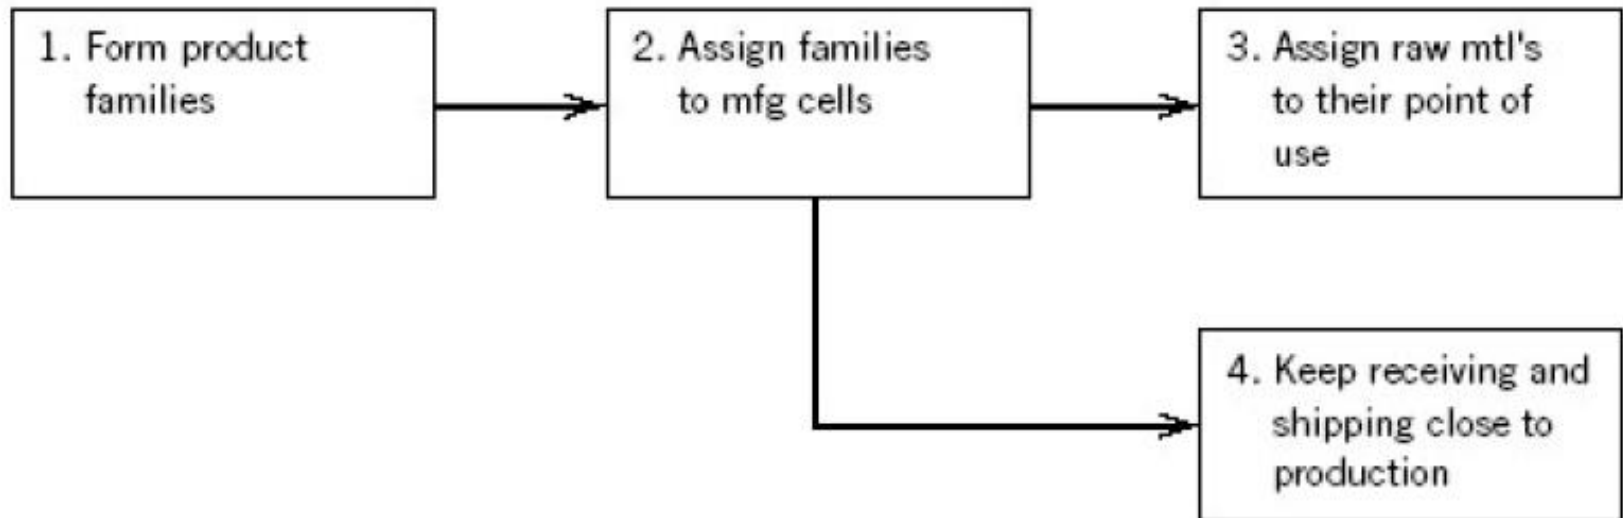 1. Form product
families
2. Assign families
to mfg cells
3. Assign raw mtl's
to their point of
use
4. Keep receiving and
shipping close to
production